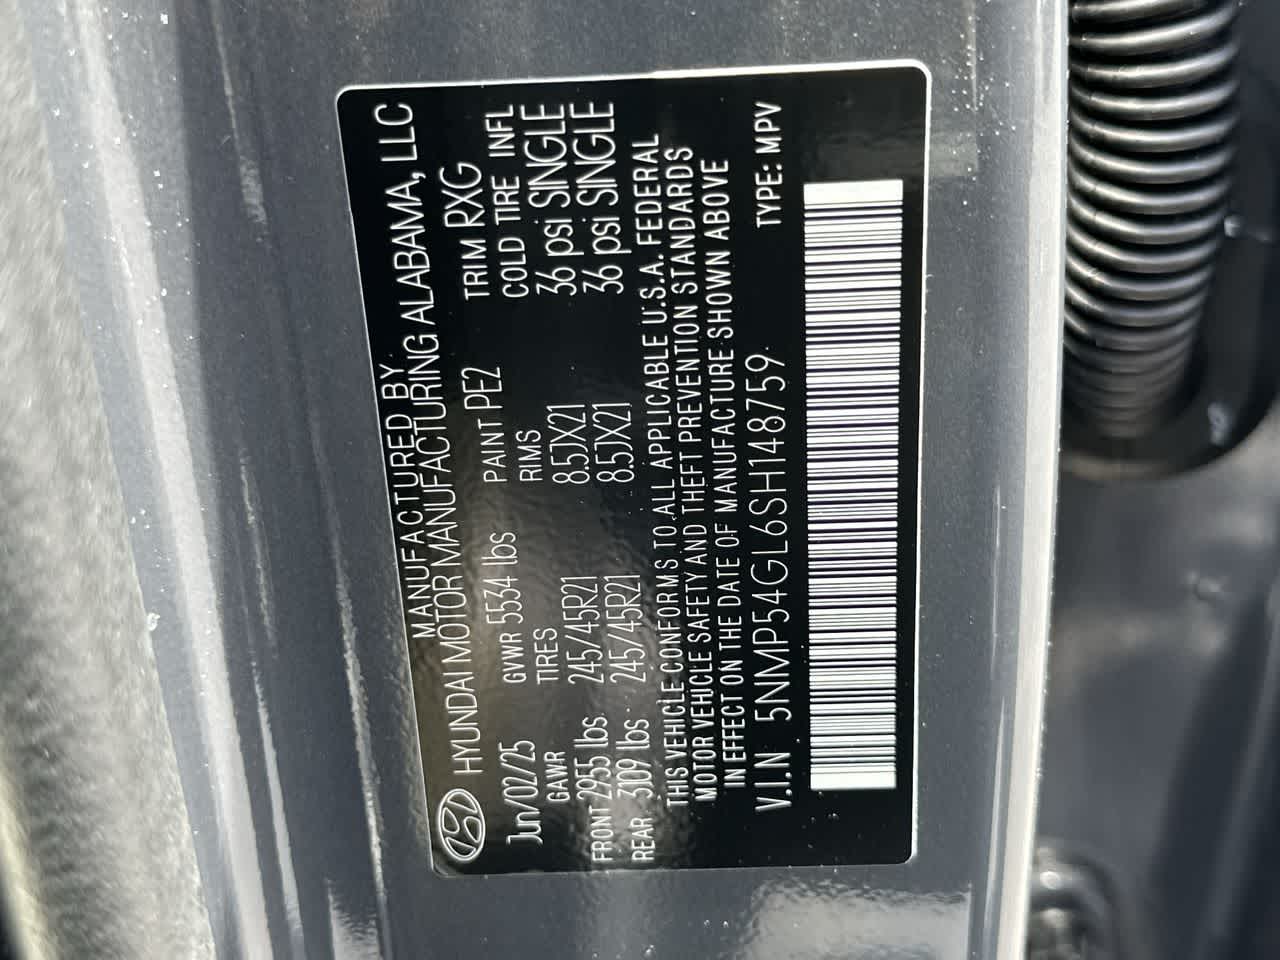 MANUFACTURED BY
HYUNDAI MOTOR MANUFACTURING ALABAMA, LLC
Jun/02/25 GVWR 5534 lbs PAINT PE2 TRIM RXG
GAWR TIRES RIMS COLD TIRE INFL
FRONT 2955 lbs 245/45R21 8.5JX21 36 psi SINGLE
REAR 3109 lbs 245/45R21 8.5JX21 36 psi SINGLE
THIS VEHICLE CONFORMS TO ALL APPLICABLE U.S.A. FEDERAL
MOTOR VEHICLE SAFETY AND THEFT PREVENTION STANDARDS
IN EFFECT ON THE DATE OF MANUFACTURE SHOWN ABOVE
V.I.N 5NMP54GL6SH148759 TYPE: MPV